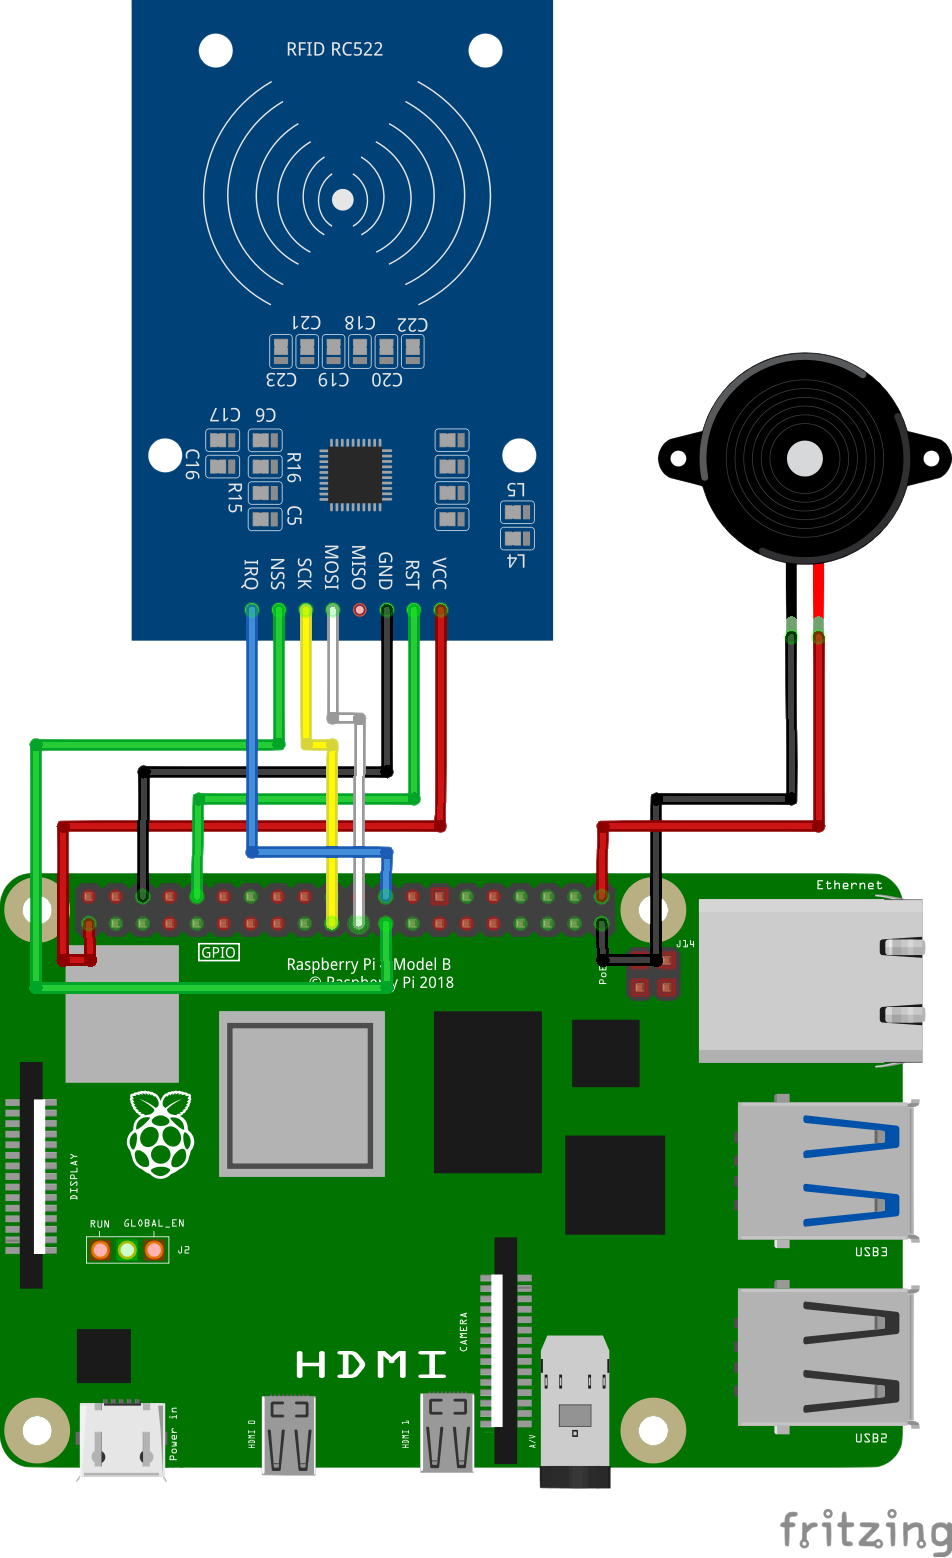 RFID RC522
C21
C18
C22
C23
C19
C20
C17
C6
C16
R16
R15
C5
L5
L4
IRQ
NSS
SCK
MOSI
MISO
GND
RST
VCC
Ethernet
J14
GPIO
PoE
Raspberry Pi 4 Model B
© Raspberry Pi 2018
DISPLAY
RUN
GLOBAL_EN
J2
USB3
CAMERA
HDMI
Power in
HDMI 0
HDMI 1
A/V
USB2
fritzing